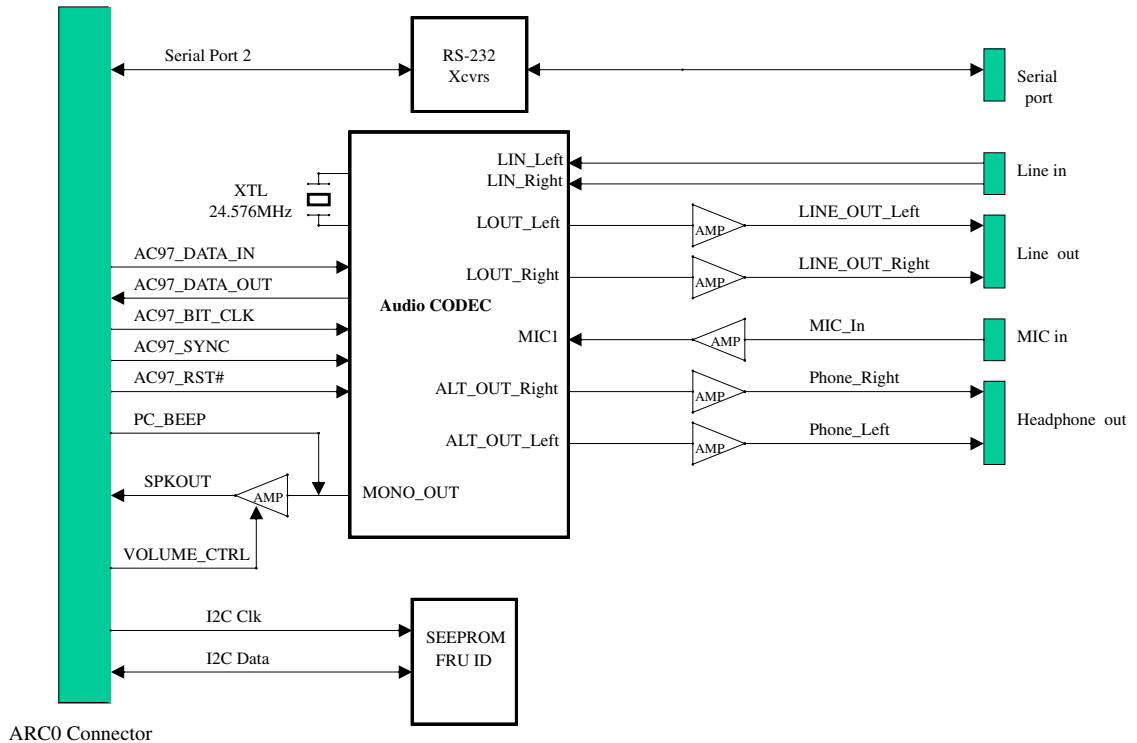 Serial Port 2
RS-232
Xcvrs
Serial
port
LIN_Left
LIN_Right
Line in
XTL
24.576MHz
LOUT_Left
AMP
LINE_OUT_Left
Line out
AC97_DATA_IN
LOUT_Right
AMP
LINE_OUT_Right
AC97_DATA_OUT
Audio CODEC
AC97_BIT_CLK
MIC1
AMP
MIC_In
MIC in
AC97_SYNC
AC97_RST#
ALT_OUT_Right
AMP
Phone_Right
Headphone out
PC_BEEP
ALT_OUT_Left
AMP
Phone_Left
SPKOUT
AMP
MONO_OUT
VOLUME_CTRL
I2C Clk
I2C Data
SEEPROM
FRU ID
ARC0 Connector